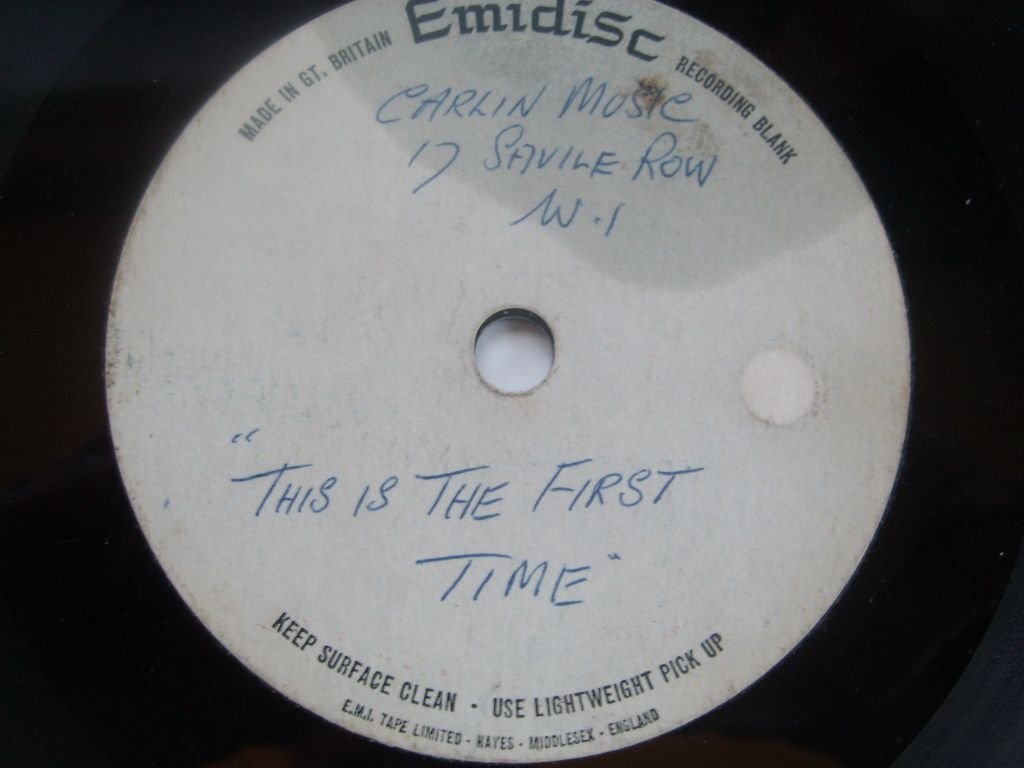 Emidisc
MADE IN GT. BRITAIN
RECORDING BLANK
CARLIN MUSIC
17 SAVILE ROW
W.1
"THIS IS THE FIRST
TIME"
KEEP SURFACE CLEAN · USE LIGHTWEIGHT PICK UP
E.M.I. TAPE LIMITED · HAYES · MIDDLESEX · ENGLAND